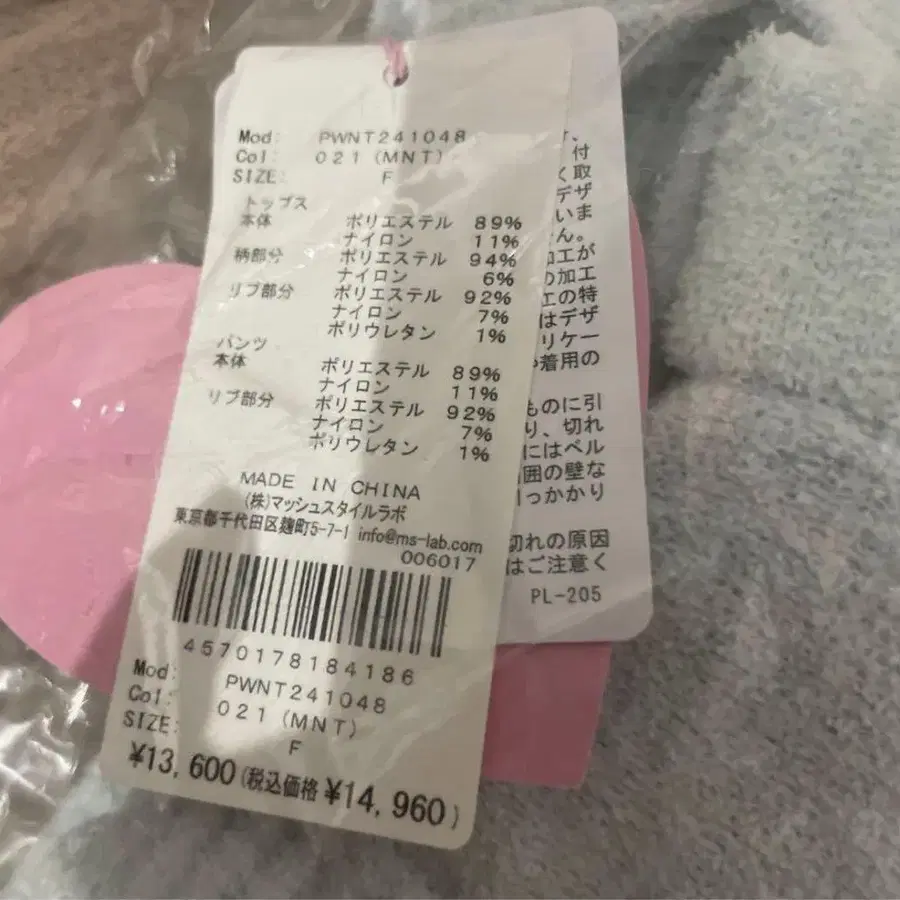 Mod: PWNT241048
Col: 021 (MNT)
SIZE: F
トップス
本体 ポリエステル 89%
ナイロン 11%
柄部分 ポリエステル 94%
ナイロン 6%
リブ部分 ポリエステル 92%
ナイロン 7%
ポリウレタン 1%
パンツ
本体 ポリエステル 89%
ナイロン 11%
リブ部分 ポリエステル 92%
ナイロン 7%
ポリウレタン 1%
MADE IN CHINA
(株)マッシュスタイルラボ
東京都千代田区麹町5-7-1 info@ms-lab.com
006017
4570178184186
Mod: PWNT241048
Col: 021 (MNT)
SIZE: F
¥13,600(税込価格 ¥14,960)
付
く取
デザ
いま
ん。
加工が
の加工
工の特
はデザ
リケー
着用の
ものに引
り、切れ
にはベル
囲の壁な
引っかかり
切れの原因
はご注意く
PL-205